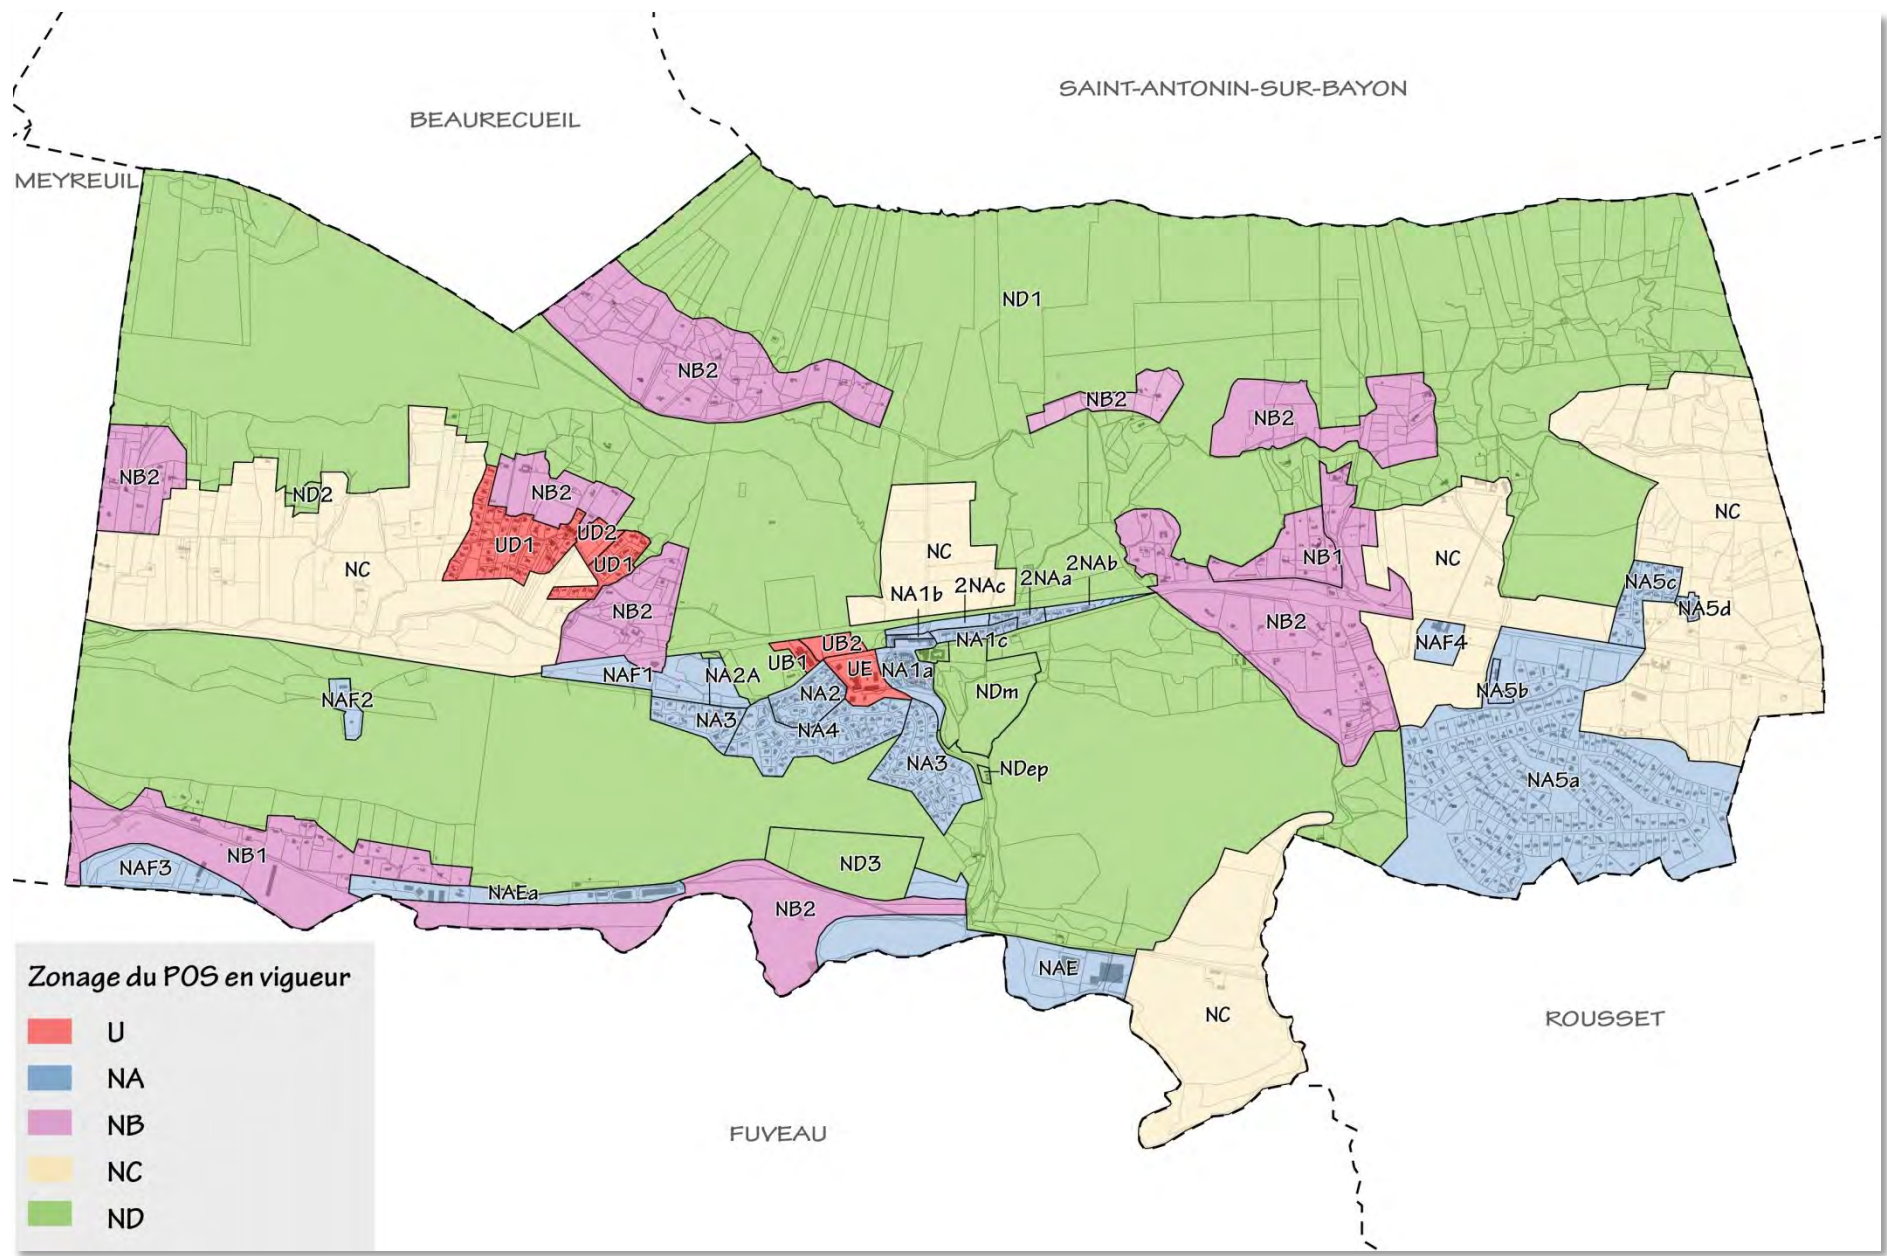 SAINT-ANTONIN-SUR-BAYON
BEAURECUEIL
MEYREUIL
ND1
NB2
NB2
NB2
NB2
ND2
NB2
NC
UD1
UD2
UD1
NC
NB2
NC
NA1b
2NAc
2NAa
2NAb
NB1
NC
NC
NA5c
NA5d
NB2
NAF4
UB2
UB1
UE
NA1a
NA1c
NAF1
NA2A
NA2
NDm
NA5b
NAF2
NA3
NA4
NA3
NDep
NA5a
NB1
NAF3
NAEa
ND3
NB2
NAE
NC
ROUSSET
FUVEAU
Zonage du POS en vigueur
U
NA
NB
NC
ND